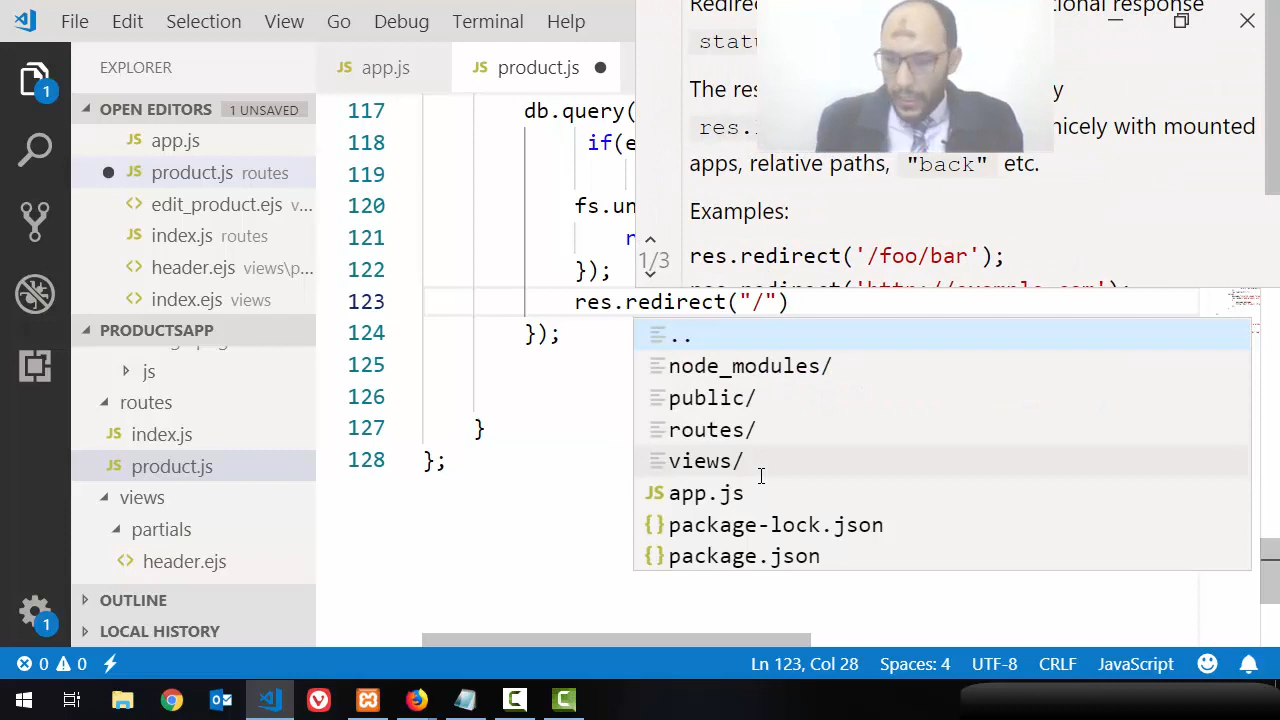 File Edit Selection View Go Debug Terminal Help
EXPLORER
OPEN EDITORS 1 UNSAVED
JS app.js
JS product.js routes
<> edit_product.ejs v...
JS index.js routes
<> header.ejs views\p...
<> index.ejs views
PRODUCTSAPP
js
routes
JS index.js
JS product.js
views
partials
<> header.ejs
OUTLINE
LOCAL HISTORY
1
1
JS app.js
JS product.js
117 db.query(
118 if(e
119
120 fs.un
121
122 });
123 res.redirect("/")
124 });
125
126
127 }
128 };
response
The
nicely with mounted
apps, relative paths, "back" etc.
Examples:
1/3
res.redirect('/foo/bar');
res.redirect('http://example.com');
..
node_modules/
public/
routes/
views/
JS app.js
{} package-lock.json
{} package.json
0 0 Ln 123, Col 28 Spaces: 4 UTF-8 CRLF JavaScript